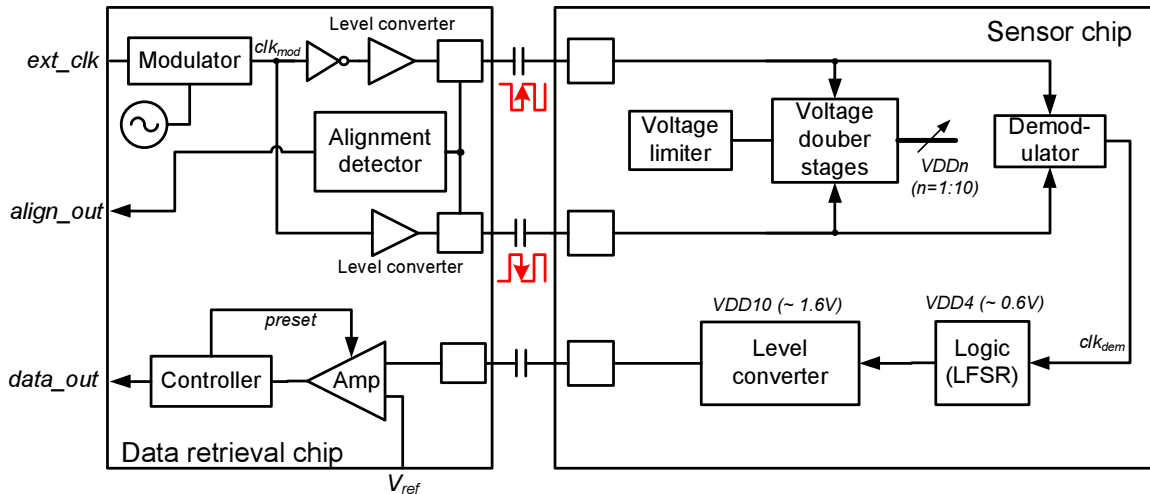 Level converter
Sensor chip
ext_clk
Modulator
clkmod
Alignment
detector
Voltage
limiter
Voltage
douber
stages
Demod-
ulator
VDDn
(n=1:10)
align_out
Level converter
VDD10 (~ 1.6V)
VDD4 (~ 0.6V)
preset
clkdem
data_out
Controller
Amp
Level
converter
Logic
(LFSR)
Data retrieval chip
Vref